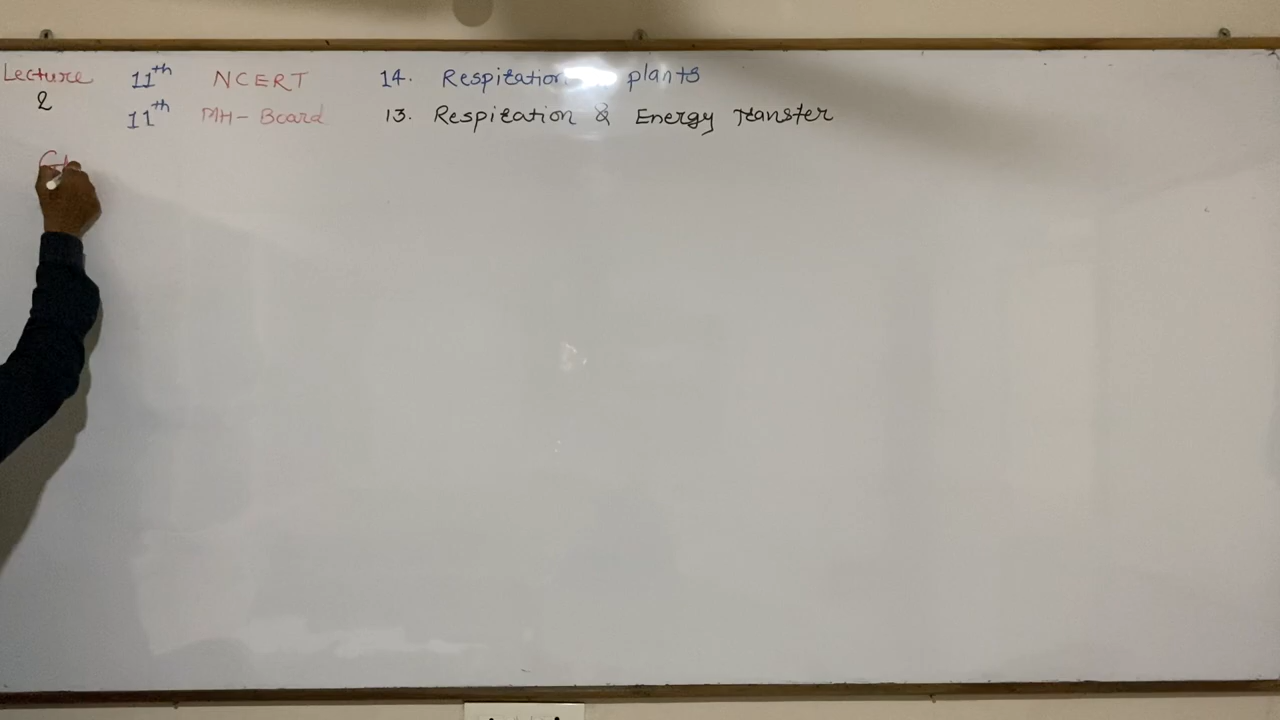 Lecture 11th NCERT 14. Respiration plants
2 11th MH-Board 13. Respiration & Energy Transfer